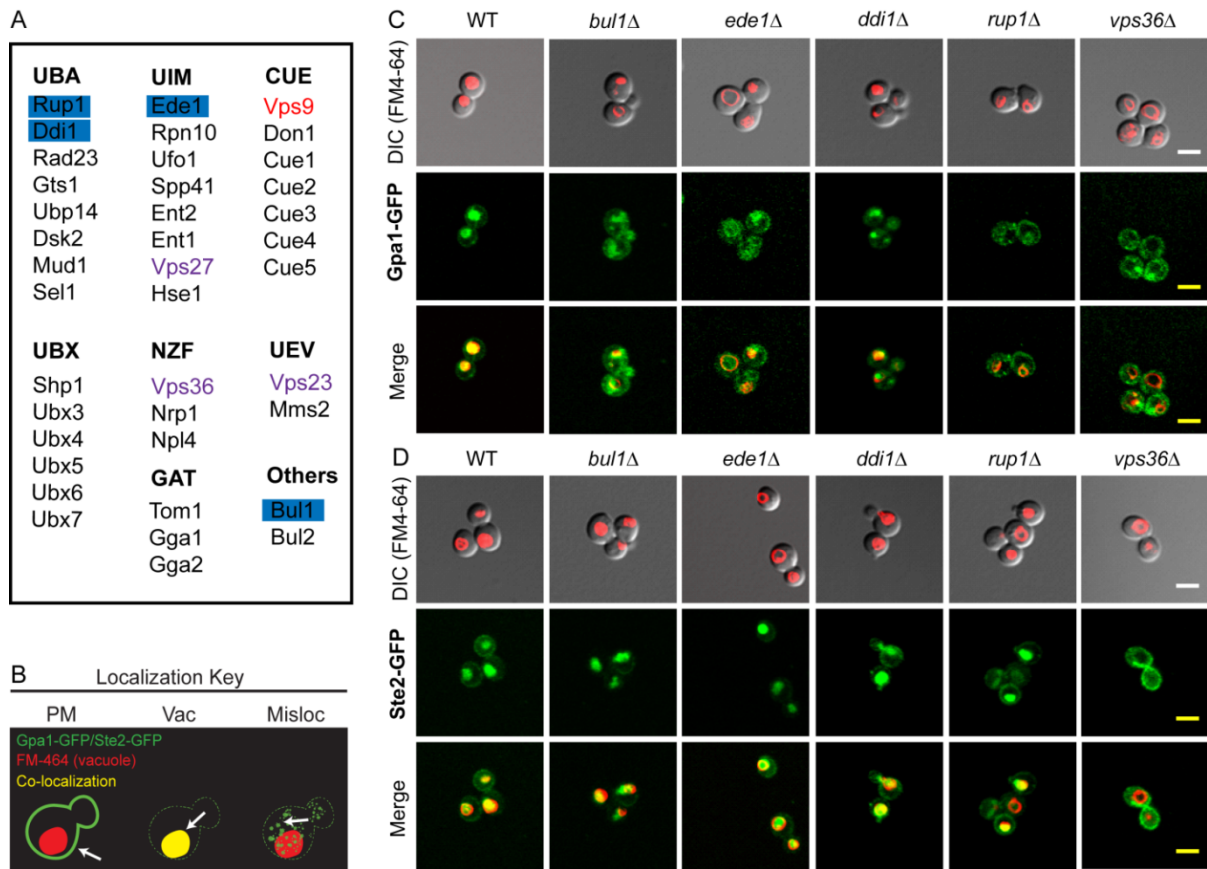 A
UBA
Rup1
Ddi1
Rad23
Gts1
Ubp14
Dsk2
Mud1
Sel1
UIM
Ede1
Rpn10
Ufo1
Spp41
Ent2
Ent1
Vps27
Hse1
CUE
Vps9
Don1
Cue1
Cue2
Cue3
Cue4
Cue5
UBX
Shp1
Ubx3
Ubx4
Ubx5
Ubx6
Ubx7
NZF
Vps36
Nrp1
Npl4
GAT
Tom1
Gga1
Gga2
UEV
Vps23
Mms2
Others
Bul1
Bul2
B
Localization Key
PM Vac Misloc
Gpa1-GFP/Ste2-GFP
FM-464 (vacuole)
Co-localization
C
WT bul1Δ ede1Δ ddi1Δ rup1Δ vps36Δ
DIC (FM4-64)
Gpa1-GFP
Merge
D
WT bul1Δ ede1Δ ddi1Δ rup1Δ vps36Δ
DIC (FM4-64)
Ste2-GFP
Merge